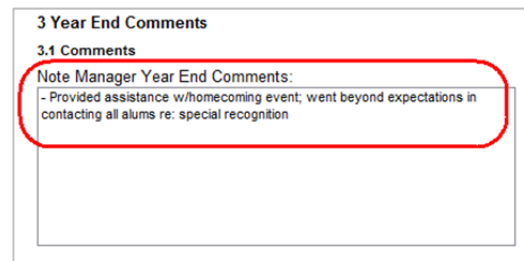 3 Year End Comments
3.1 Comments
Note Manager Year End Comments:
- Provided assistance w/homecoming event; went beyond expectations in
contacting all alums re: special recognition